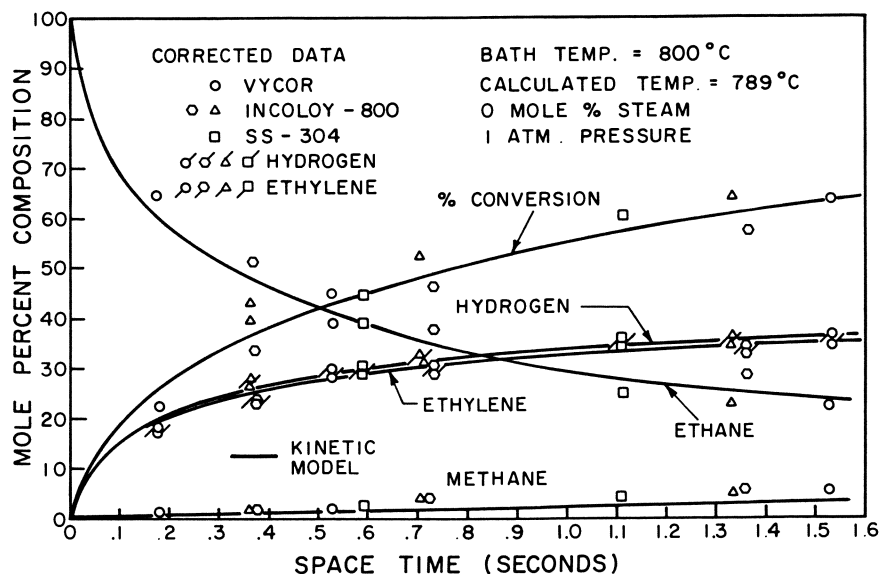 100
90
80
70
60
50
40
30
20
10
0
MOLE PERCENT COMPOSITION
CORRECTED DATA
VYCOR
INCOLOY - 800
SS - 304
HYDROGEN
ETHYLENE
BATH TEMP. = 800°C
CALCULATED TEMP. = 789°C
0 MOLE % STEAM
1 ATM. PRESSURE
% CONVERSION
HYDROGEN
ETHYLENE
ETHANE
KINETIC
MODEL
METHANE
0 .1 .2 .3 .4 .5 .6 .7 .8 .9 1.0 1.1 1.2 1.3 1.4 1.5 1.6
SPACE TIME (SECONDS)